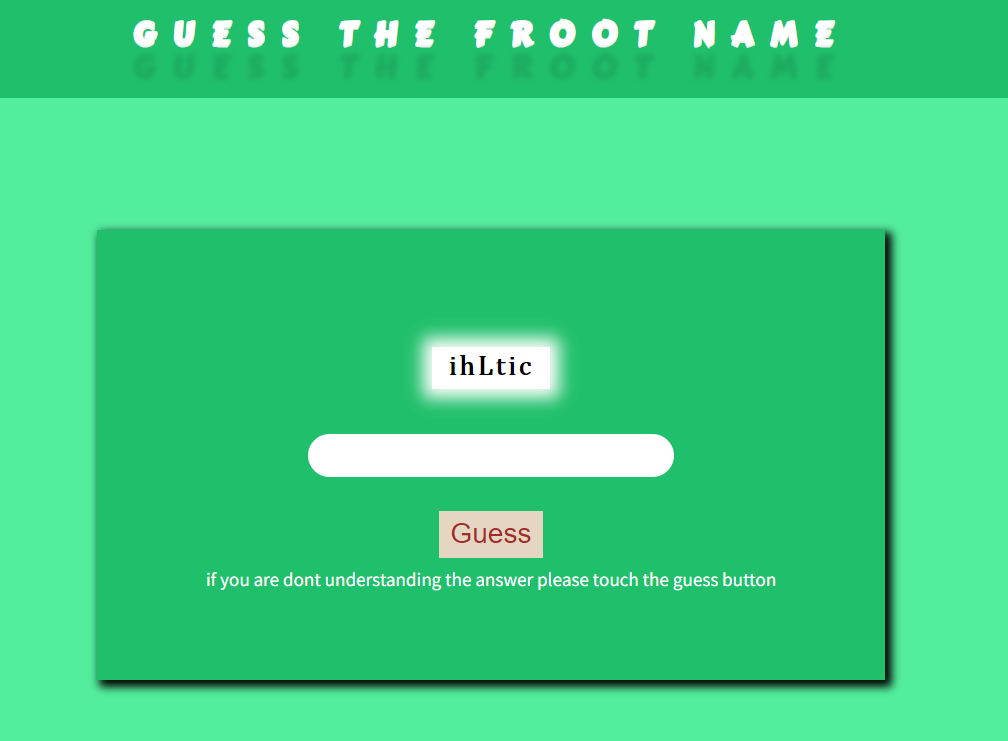 GUESS THE FROOT NAME
ihLtic
Guess
if you are dont understanding the answer please touch the guess button